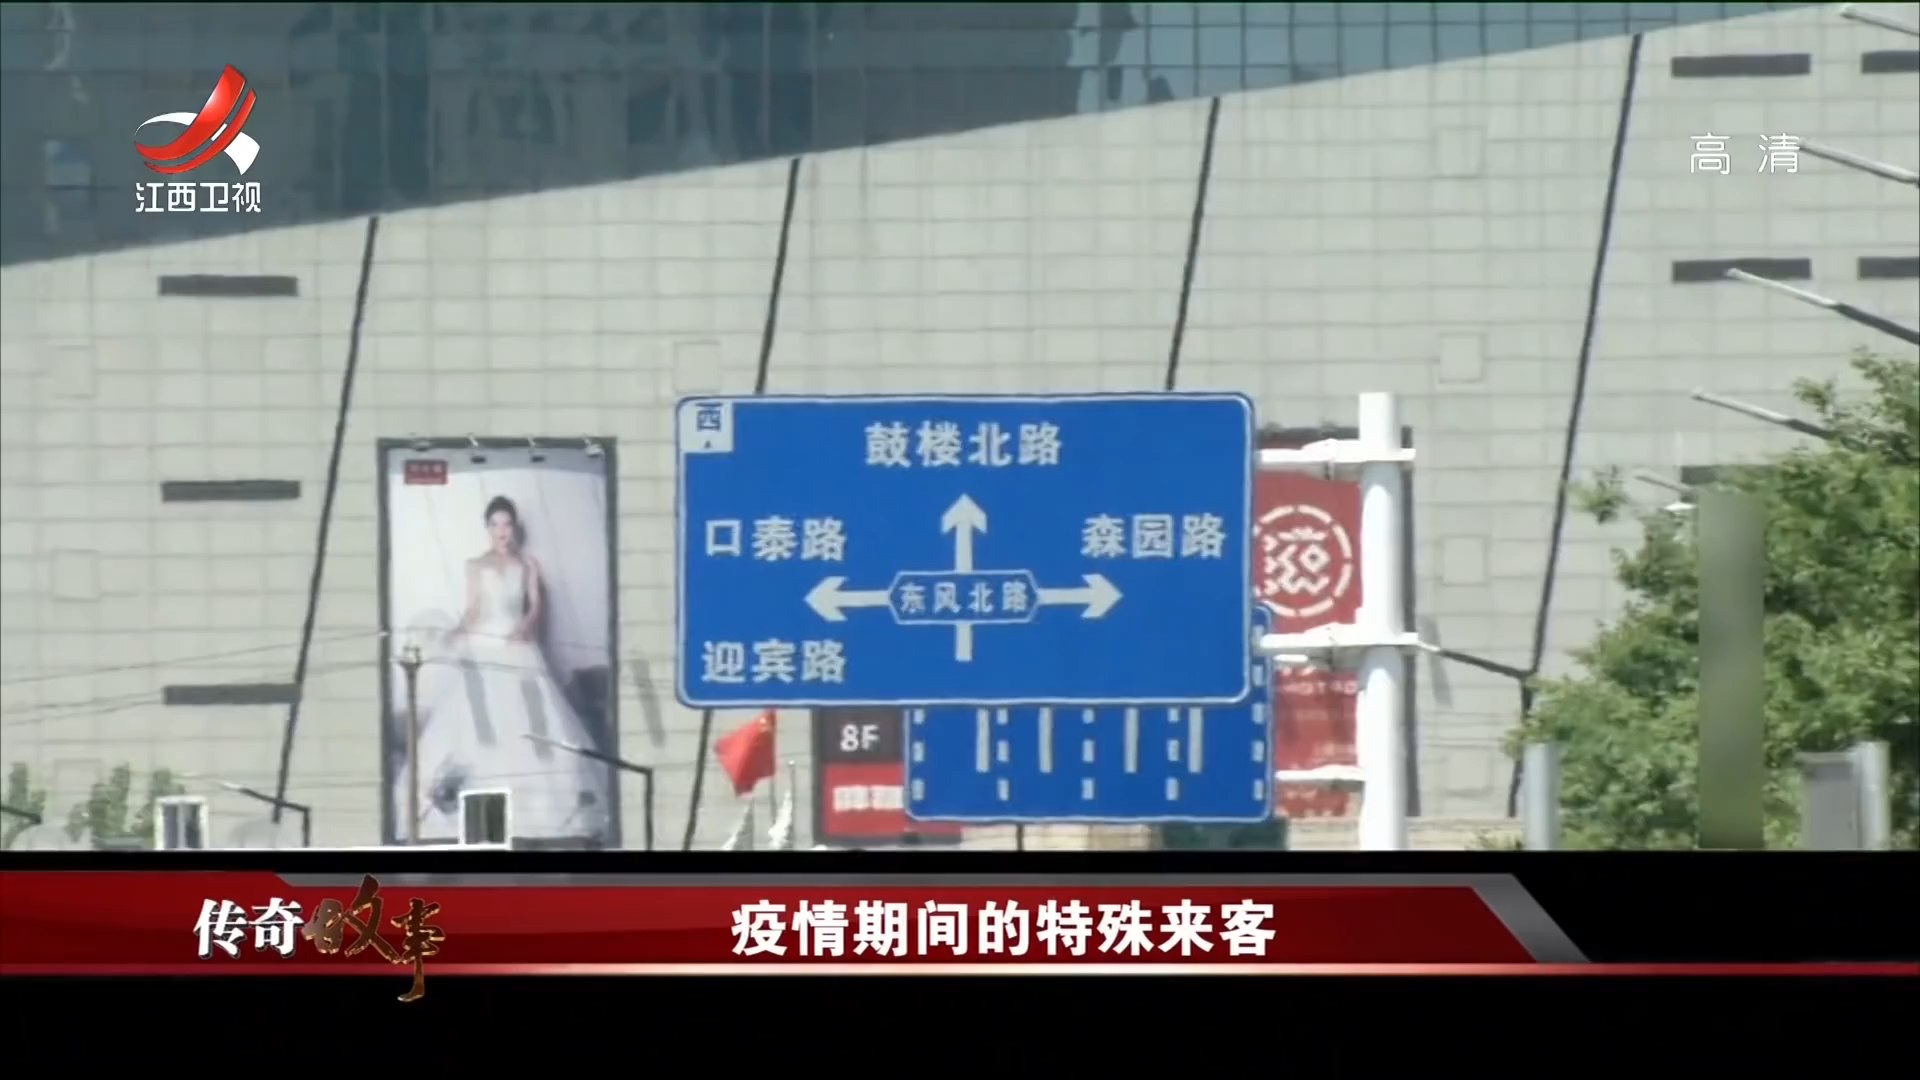 江西卫视
高清
西
鼓楼北路
口泰路
森园路
东风北路
迎宾路
8F
传奇故事
疫情期间的特殊来客